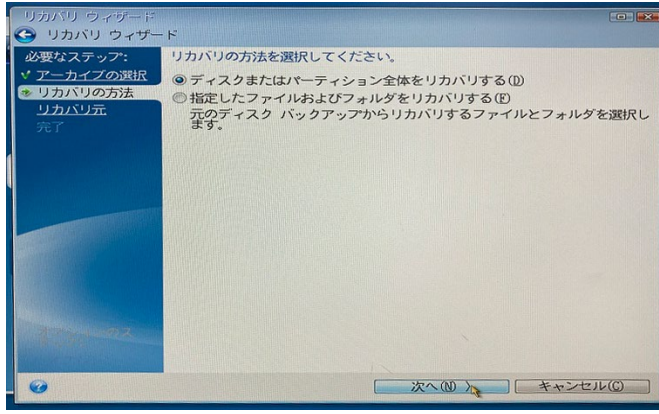 リカバリ ウィザード
リカバリ ウィザード
必要なステップ:
アーカイブの選択
リカバリの方法
リカバリ元
完了
リカバリの方法を選択してください。
ディスクまたはパーティション全体をリカバリする(D)
指定したファイルおよびフォルダをリカバリする(F)
元のディスク バックアップからリカバリするファイルとフォルダを選択し
ます。
次へ(N) >
キャンセル(C)